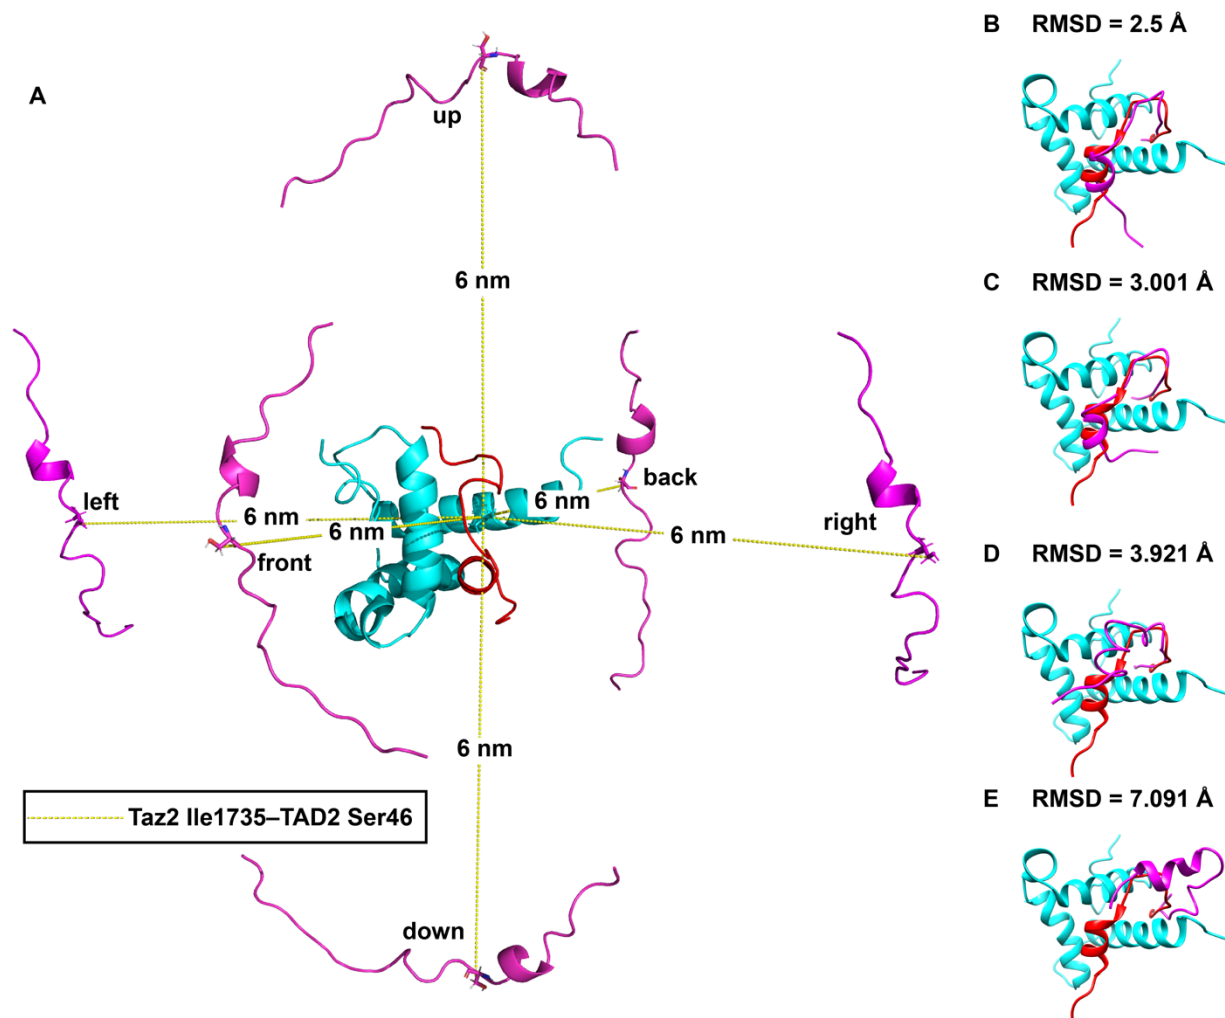 A
up
6 nm
left
6 nm
6 nm
front
6 nm
back
6 nm
right
6 nm
down
Taz2 Ile1735–TAD2 Ser46
B RMSD = 2.5 Å
C RMSD = 3.001 Å
D RMSD = 3.921 Å
E RMSD = 7.091 Å